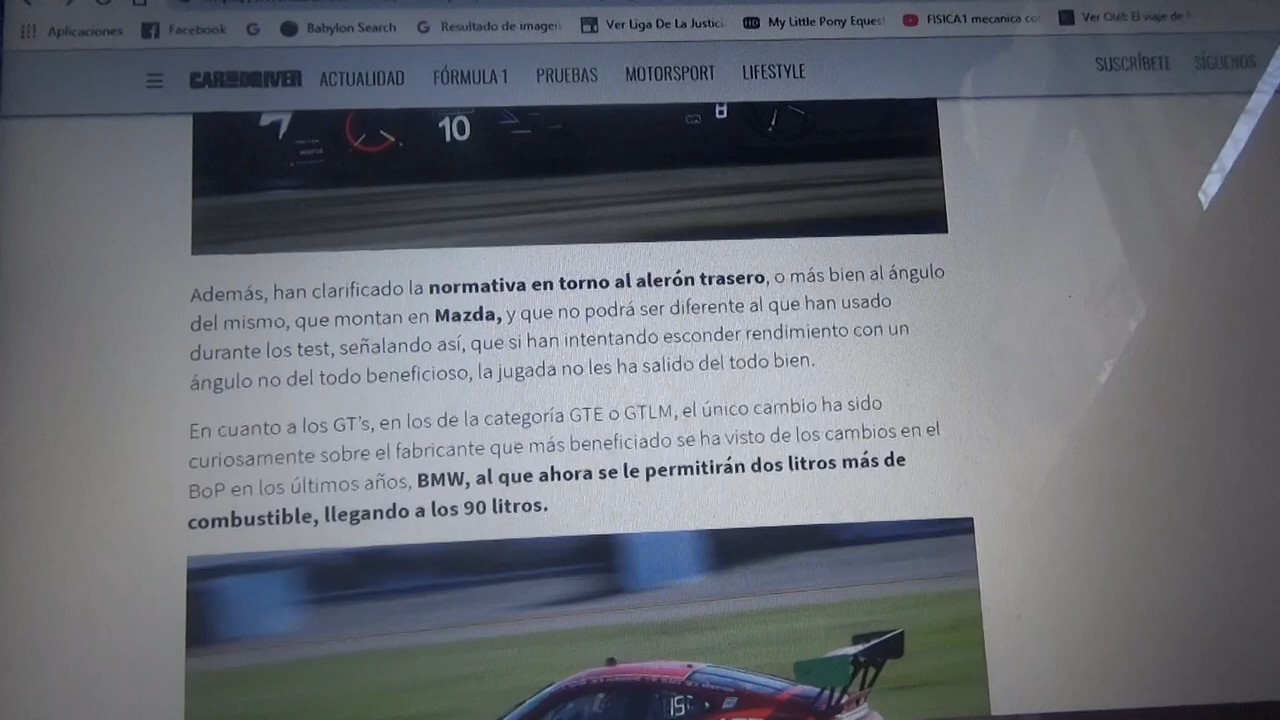 Aplicaciones Facebook Babylon Search Resultado de imagen Ver Liga De La Justici My Little Pony Equest FISICA1 mecanica co Ver Olé: El viaje de
CAR AND DRIVER ACTUALIDAD FÓRMULA 1 PRUEBAS MOTORSPORT LIFESTYLE SUSCRÍBETE SÍGUENOS
10
Además, han clarificado la normativa en torno al alerón trasero, o más bien al ángulo
del mismo, que montan en Mazda, y que no podrá ser diferente al que han usado
durante los test, señalando así, que si han intentando esconder rendimiento con un
ángulo no del todo beneficioso, la jugada no les ha salido del todo bien.
En cuanto a los GT's, en los de la categoría GTE o GTLM, el único cambio ha sido
curiosamente sobre el fabricante que más beneficiado se ha visto de los cambios en el
BoP en los últimos años, BMW, al que ahora se le permitirán dos litros más de
combustible, llegando a los 90 litros.